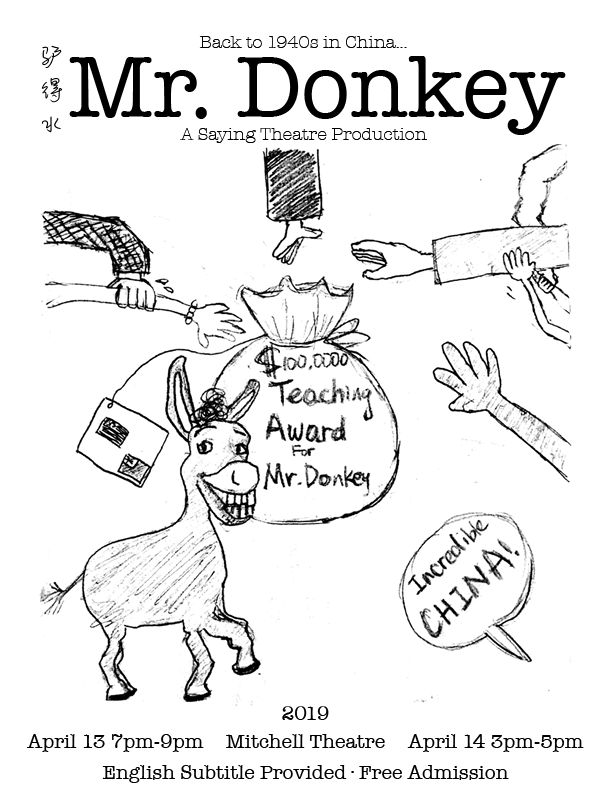 Back to 1940s in China...
驴得水
Mr. Donkey
A Saying Theatre Production
$100,0000
Teaching
Award
For
Mr. Donkey
Incredible
CHINA!
2019
April 13 7pm-9pm Mitchell Theatre April 14 3pm-5pm
English Subtitle Provided · Free Admission